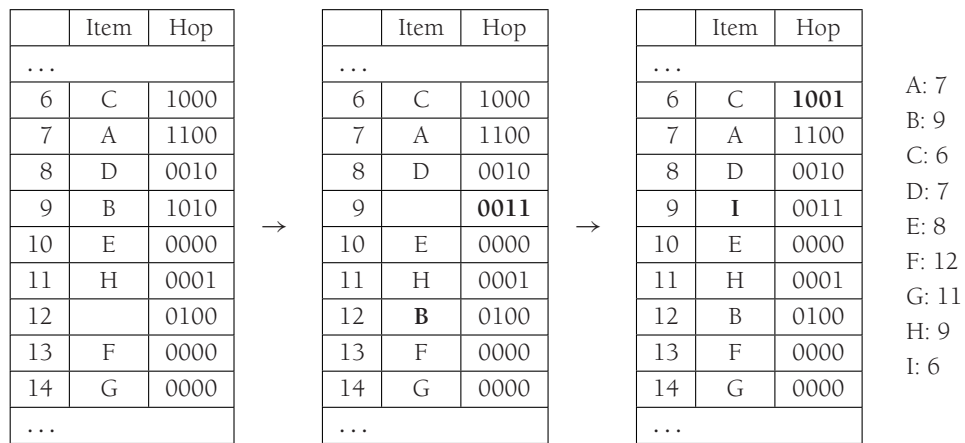 Item Hop
...
6 C 1000
7 A 1100
8 D 0010
9 B 1010
10 E 0000
11 H 0001
12 0100
13 F 0000
14 G 0000
...
→
Item Hop
...
6 C 1000
7 A 1100
8 D 0010
9 0011
10 E 0000
11 H 0001
12 B 0100
13 F 0000
14 G 0000
...
→
Item Hop
...
6 C 1001
7 A 1100
8 D 0010
9 I 0011
10 E 0000
11 H 0001
12 B 0100
13 F 0000
14 G 0000
...
A: 7
B: 9
C: 6
D: 7
E: 8
F: 12
G: 11
H: 9
I: 6